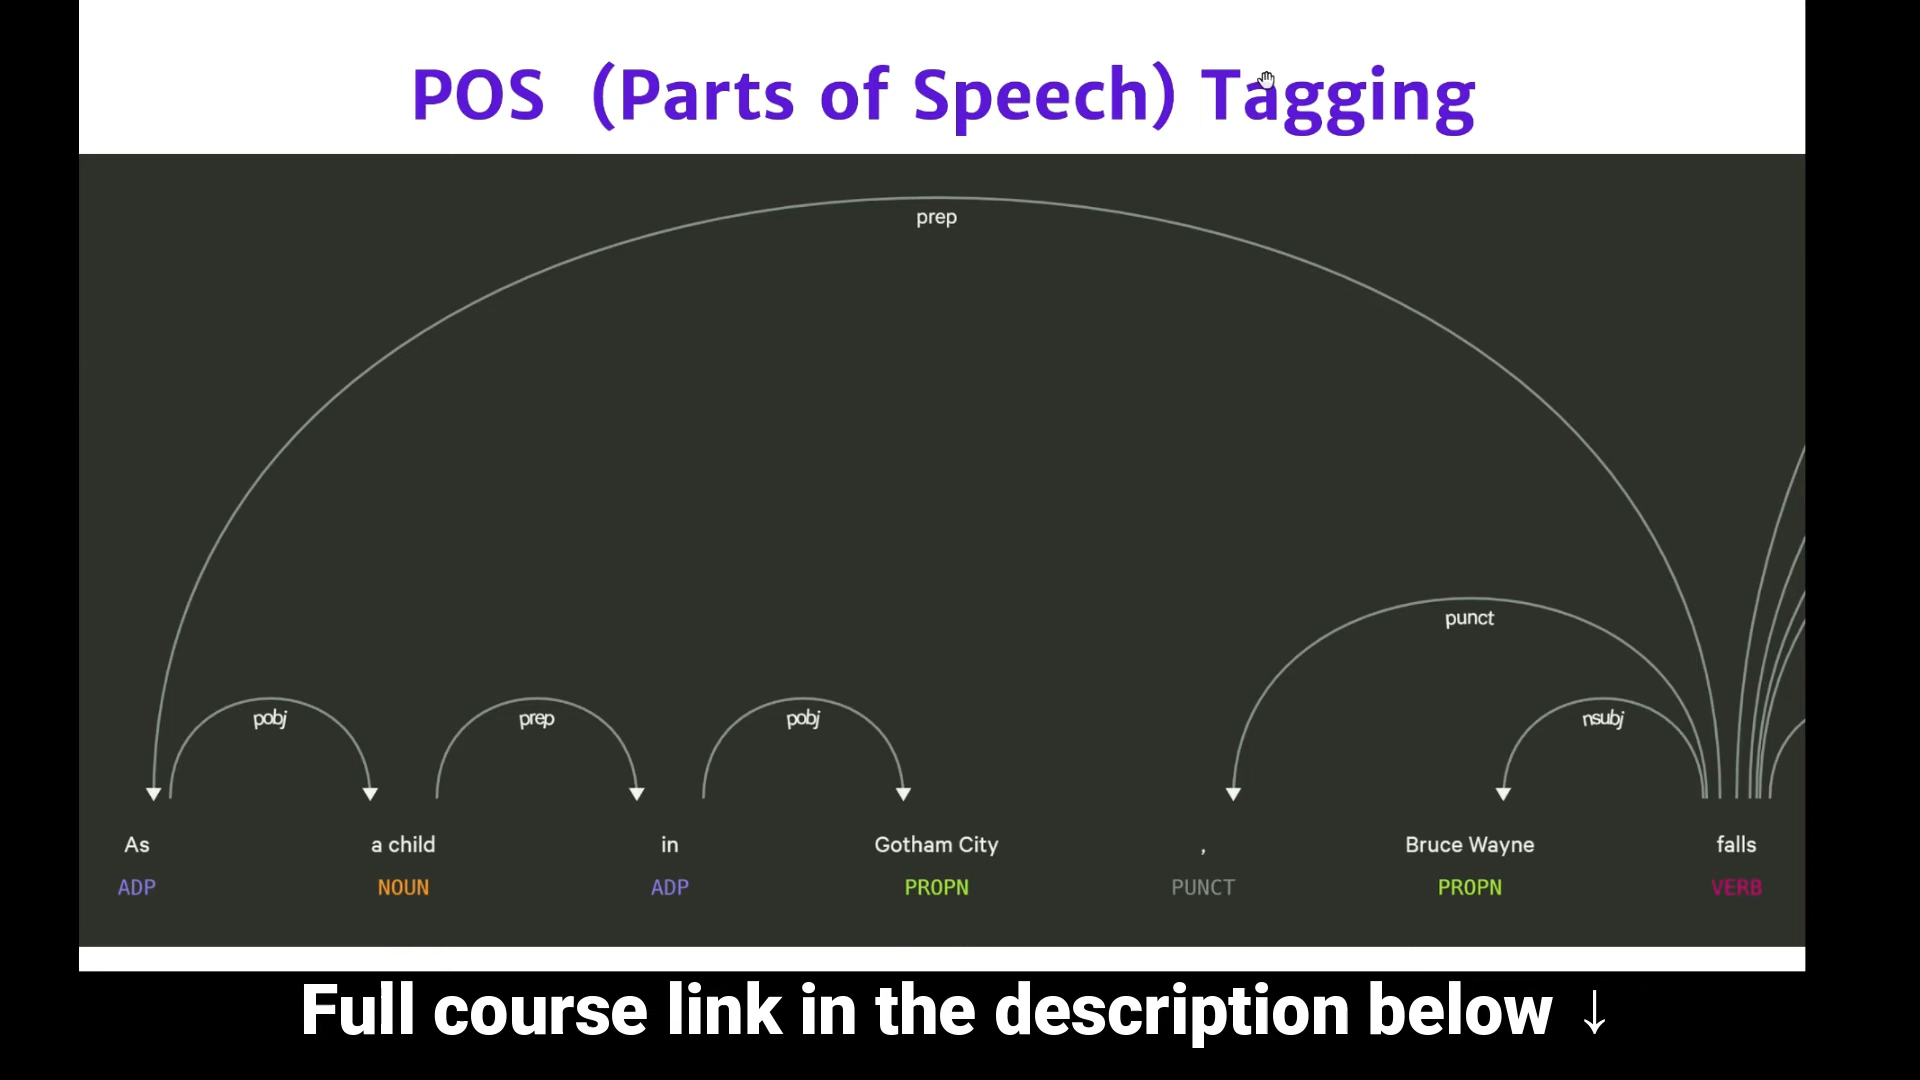 POS (Parts of Speech) Tagging
prep
punct
pobj prep pobj nsubj
As a child in Gotham City , Bruce Wayne falls
ADP NOUN ADP PROPN PUNCT PROPN VERB
Full course link in the description below ↓